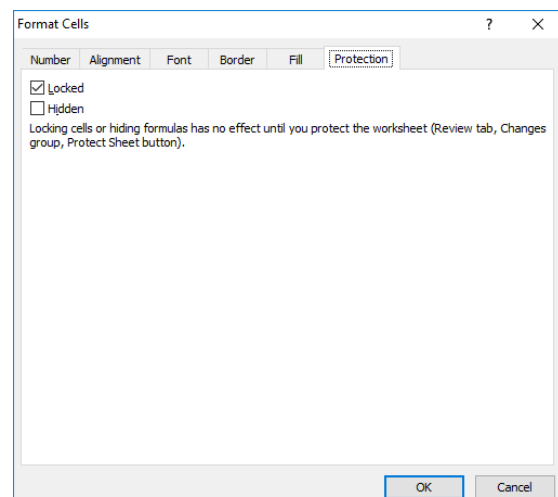 Format Cells ?
Number Alignment Font Border Fill Protection
Locked
Hidden
Locking cells or hiding formulas has no effect until you protect the worksheet (Review tab, Changes
group, Protect Sheet button).
OK Cancel